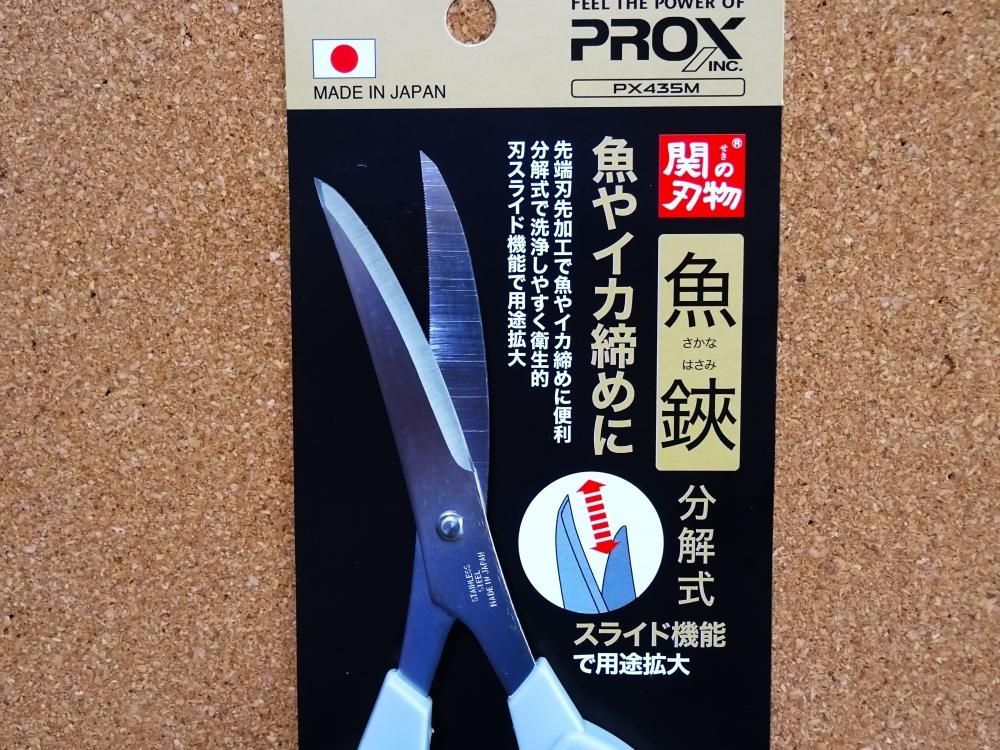 FEEL THE POWER OF
PROX
INC.
PX435M
MADE IN JAPAN
関の刃物
せき
®
魚鋏
さかな
はさみ
分解式
魚やイカ締めに
先端刃先加工で魚やイカ締めに便利
分解式で洗浄しやすく衛生的
刃スライド機能で用途拡大
スライド機能
で用途拡大
STAINLESS
STEEL
MADE IN JAPAN